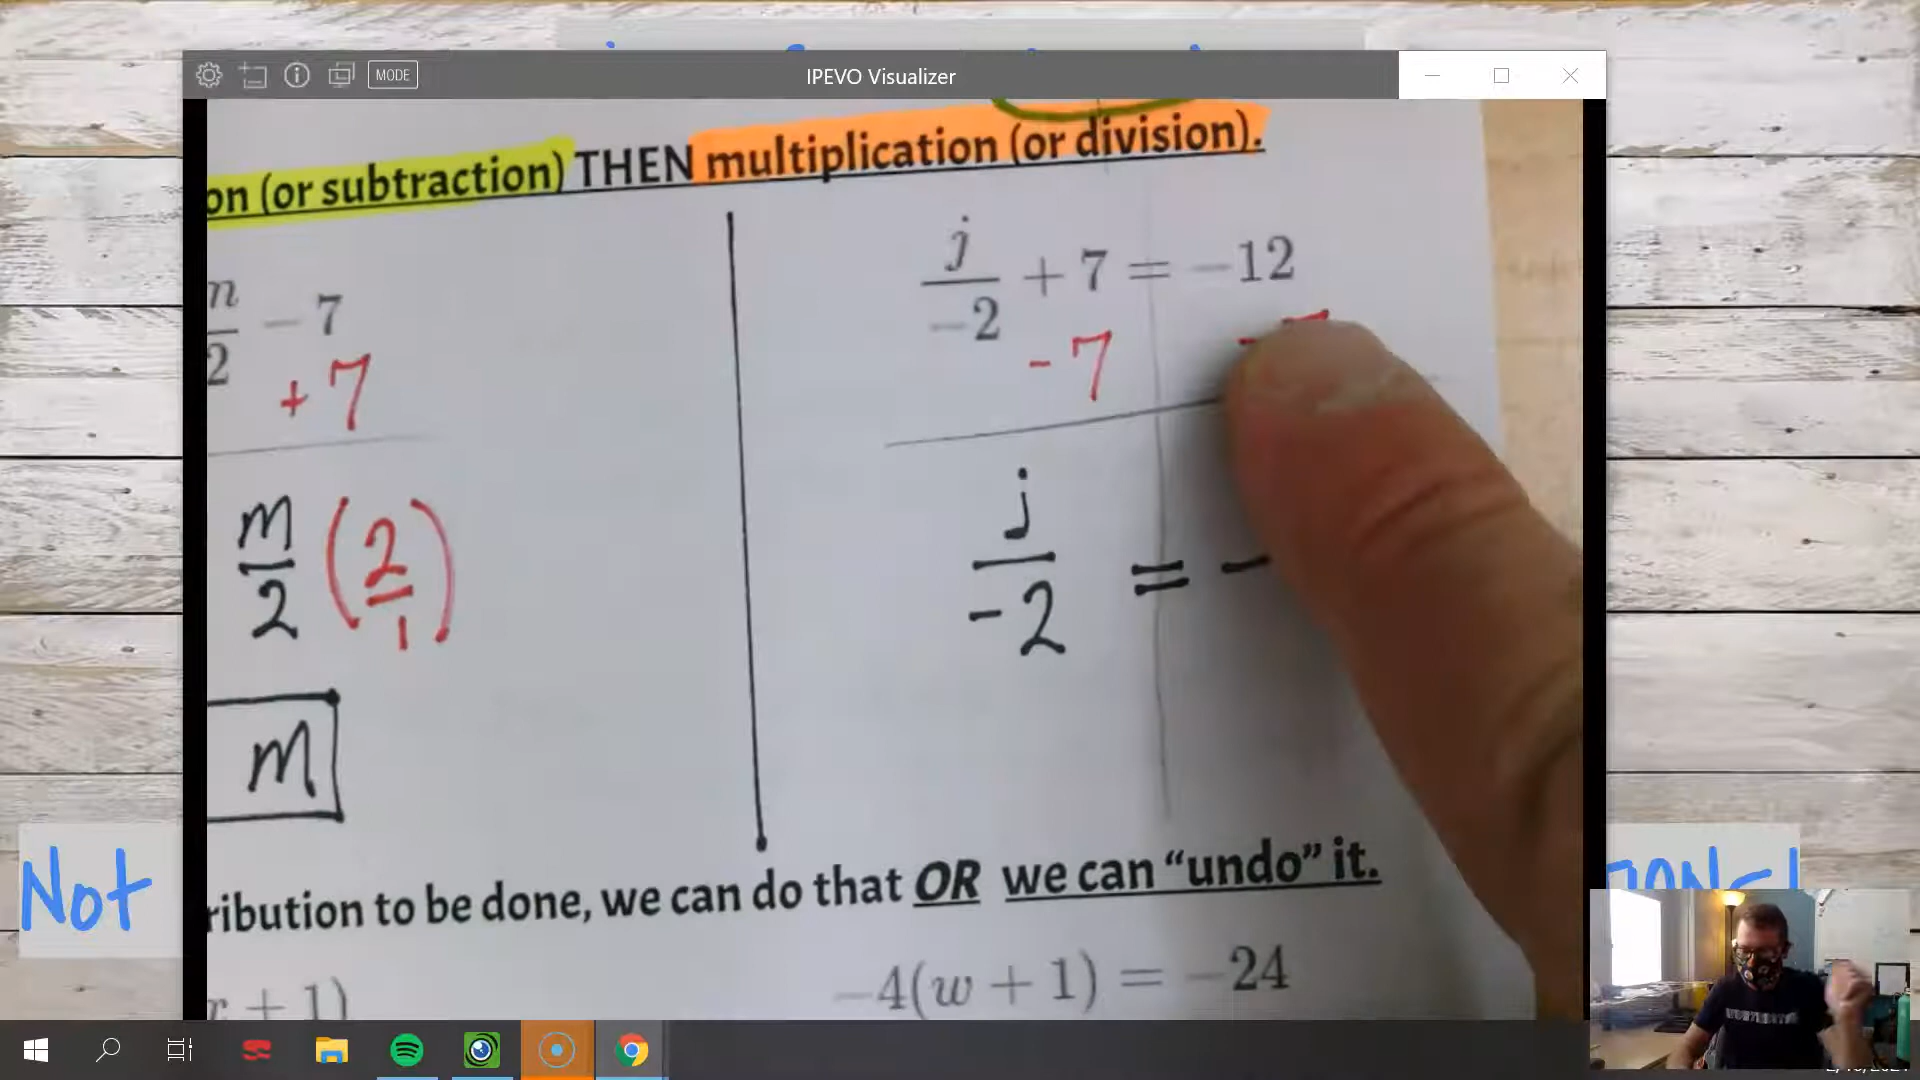 IPEVO Visualizer
MODE
on (or subtraction) THEN multiplication (or division).
j/-2 + 7 = -12
-7 -7
m/2 - 7
+7
m/2 (2/1)
j/-2 = -
m
Not
ribution to be done, we can do that OR we can "undo" it.
-4(w + 1) = -24
+ 1)